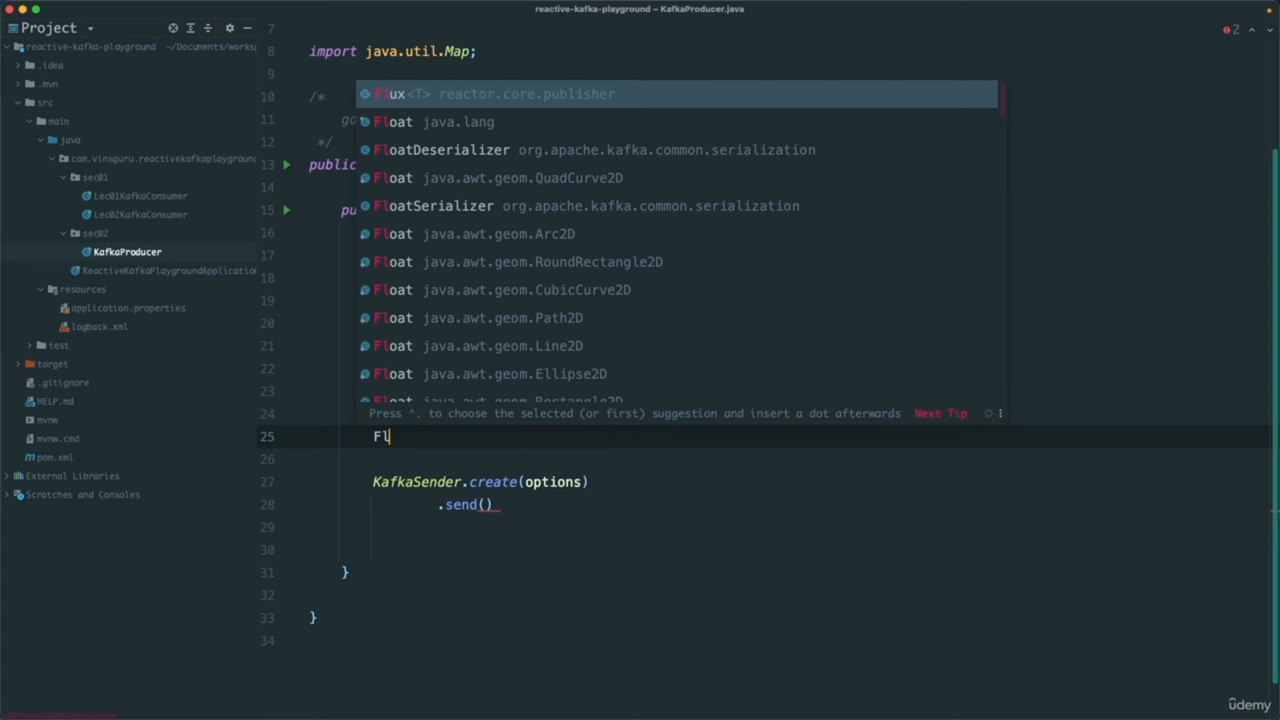 reactive-kafka-playground – KafkaProducer.java
Project
reactive-kafka-playground ~/Documents/worksp
.idea
.mvn
src
main
java
com.vinsguru.reactivekafkaplayground
sec01
Lec01KafkaConsumer
Lec02KafkaConsumer
sec02
KafkaProducer
ReactiveKafkaPlaygroundApplication
resources
application.properties
logback.xml
test
target
.gitignore
HELP.md
mvnw
mvnw.cmd
pom.xml
External Libraries
Scratches and Consoles
2
7
8 import java.util.Map;
9
10 /*
11 go
12 */
13 public
14
15 pu
16
17
18
19
20
21
22
23
24
25 Fl
26
27 KafkaSender.create(options)
28 .send()
29
30
31 }
32
33 }
34
Flux<T> reactor.core.publisher
Float java.lang
FloatDeserializer org.apache.kafka.common.serialization
Float java.awt.geom.QuadCurve2D
FloatSerializer org.apache.kafka.common.serialization
Float java.awt.geom.Arc2D
Float java.awt.geom.RoundRectangle2D
Float java.awt.geom.CubicCurve2D
Float java.awt.geom.Path2D
Float java.awt.geom.Line2D
Float java.awt.geom.Ellipse2D
Float java.awt.geom.Rectangle2D
Press ^. to choose the selected (or first) suggestion and insert a dot afterwards Next Tip
ûdemy